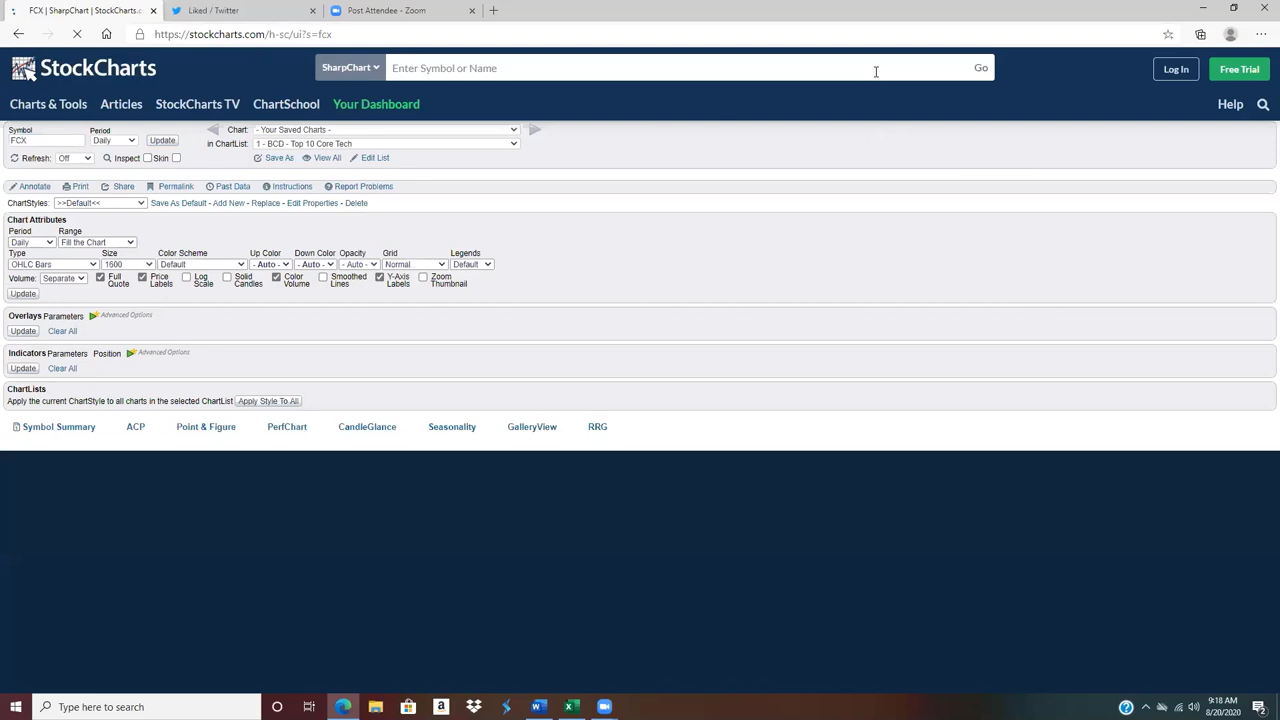 FCX | SharpChart | StockCharts.c
Liked / Twitter
Post Attendee - Zoom
https://stockcharts.com/h-sc/ui?s=fcx
StockCharts
SharpChart
Enter Symbol or Name
Go
Log In
Free Trial
Charts & Tools
Articles
StockCharts TV
ChartSchool
Your Dashboard
Help
Symbol
Period
FCX
Daily
Update
Chart:
- Your Saved Charts -
in ChartList:
1 - BCD - Top 10 Core Tech
Refresh:
Off
Inspect
Skin
Save As
View All
Edit List
Annotate
Print
Share
Permalink
Past Data
Instructions
Report Problems
ChartStyles:
>>Default<<
Save As Default - Add New - Replace - Edit Properties - Delete
Chart Attributes
Period
Range
Daily
Fill the Chart
Type
Size
Color Scheme
Up Color
Down Color
Opacity
Grid
Legends
OHLC Bars
1600
Default
- Auto -
- Auto -
- Auto -
Normal
Default
Volume:
Separate
Full Quote
Price Labels
Log Scale
Solid Candles
Color Volume
Smoothed Lines
Y-Axis Labels
Zoom Thumbnail
Update
Overlays
Parameters
Advanced Options
Update
Clear All
Indicators
Parameters
Position
Advanced Options
Update
Clear All
ChartLists
Apply the current ChartStyle to all charts in the selected ChartList
Apply Style To All
Symbol Summary
ACP
Point & Figure
PerfChart
CandleGlance
Seasonality
GalleryView
RRG
Type here to search
9:18 AM
8/20/2020
2